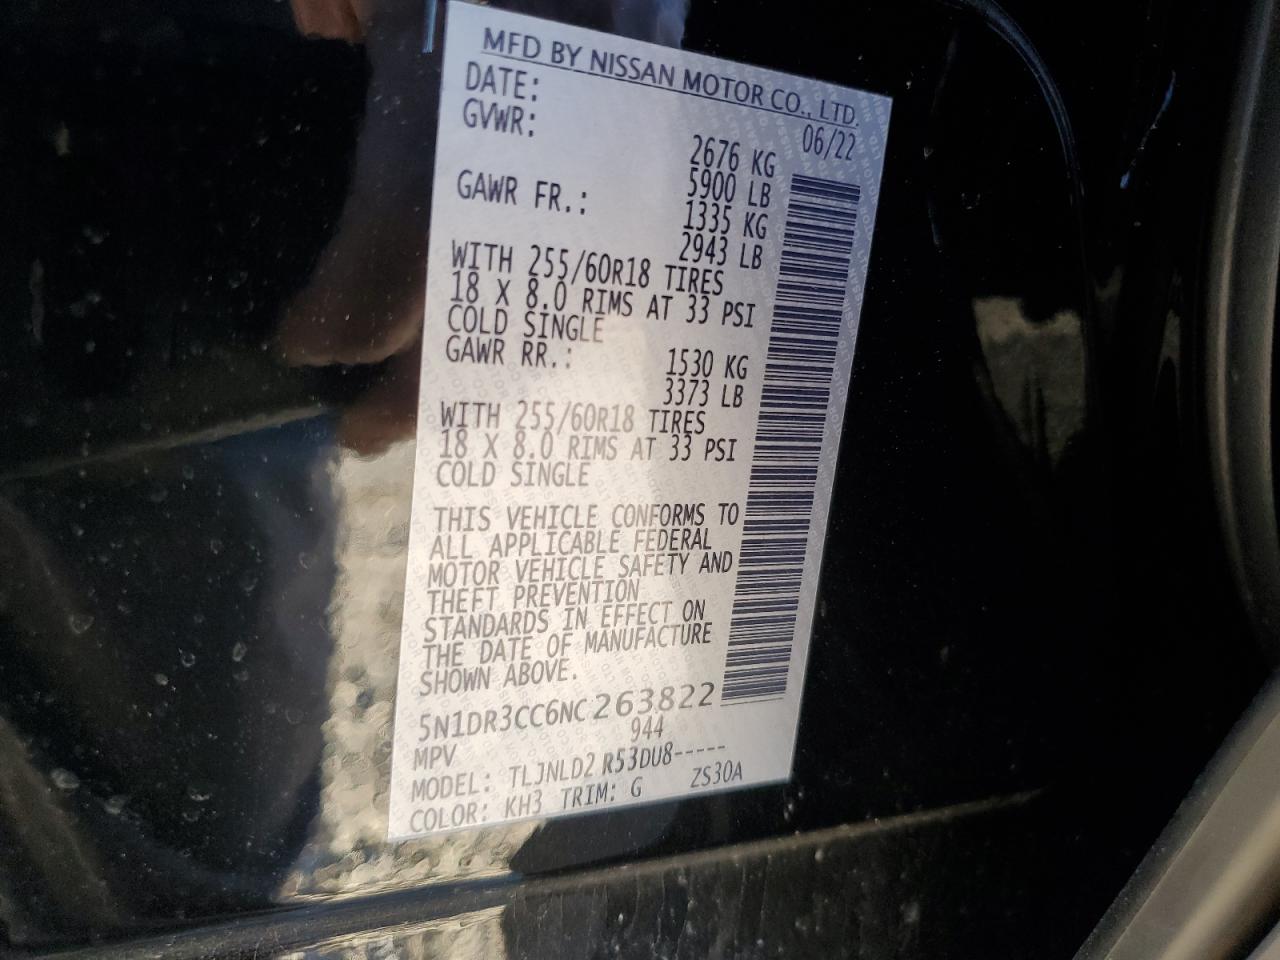 MFD BY NISSAN MOTOR CO., LTD.
DATE: 06/22
GVWR: 2676 KG
5900 LB
GAWR FR.: 1335 KG
2943 LB
WITH 255/60R18 TIRES
18 X 8.0 RIMS AT 33 PSI
COLD SINGLE
GAWR RR.: 1530 KG
3373 LB
WITH 255/60R18 TIRES
18 X 8.0 RIMS AT 33 PSI
COLD SINGLE
THIS VEHICLE CONFORMS TO
ALL APPLICABLE FEDERAL
MOTOR VEHICLE SAFETY AND
THEFT PREVENTION
STANDARDS IN EFFECT ON
THE DATE OF MANUFACTURE
SHOWN ABOVE.
5N1DR3CC6NC263822
MPV 944
MODEL: TLJNLD2 R53DU8-----
COLOR: KH3 TRIM: G ZS30A